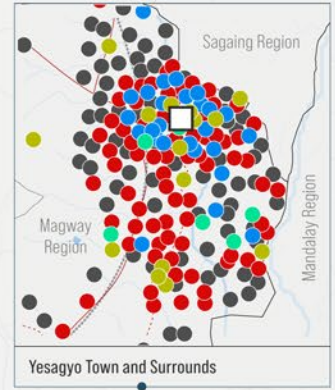 Sagaing Region
Magway
Region
Mandalay Region
Yesagyo Town and Surrounds